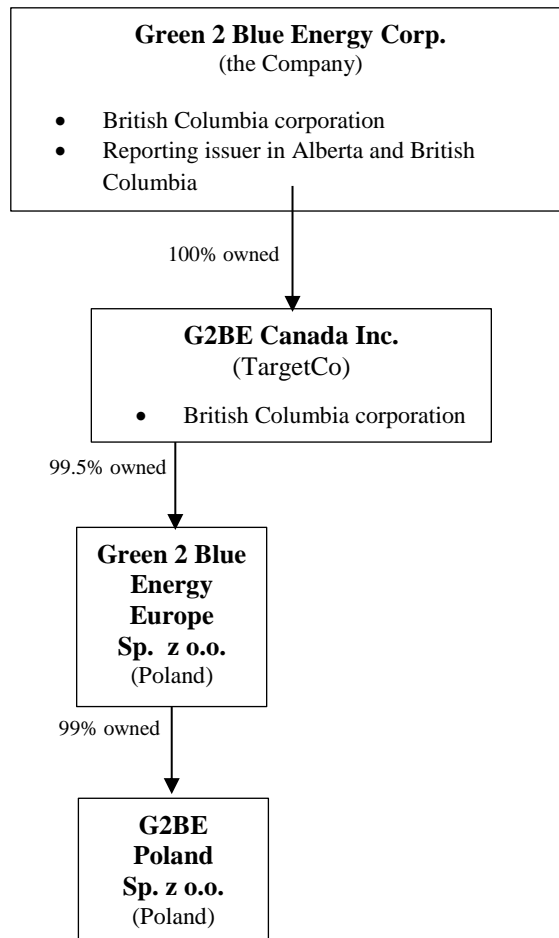 Green 2 Blue Energy Corp.
(the Company)
• British Columbia corporation
• Reporting issuer in Alberta and British
Columbia
100% owned
G2BE Canada Inc.
(TargetCo)
• British Columbia corporation
99.5% owned
Green 2 Blue
Energy
Europe
Sp. z o.o.
(Poland)
99% owned
G2BE
Poland
Sp. z o.o.
(Poland)